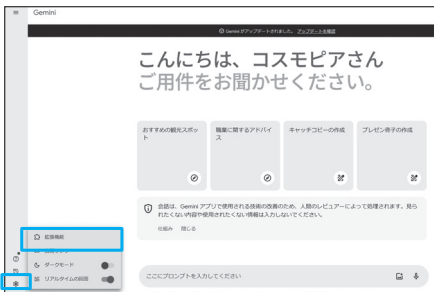 Gemini
Gemini がアップデートされました。 アップデートを確認
こんにちは、コスモピアさん
ご用件をお聞かせください。
おすすめの観光スポット
職業に関するアドバイス
キャッチコピーの作成
プレゼン冊子の作成
会話は、Gemini アプリで使用される技術の改善のため、人間のレビュアーによって処理されます。見ら
れたくない内容や使用されたくない情報は入力しないでください。
仕組み 閉じる
拡張機能
ダークモード
リアルタイムの回答
ここにプロンプトを入力してください